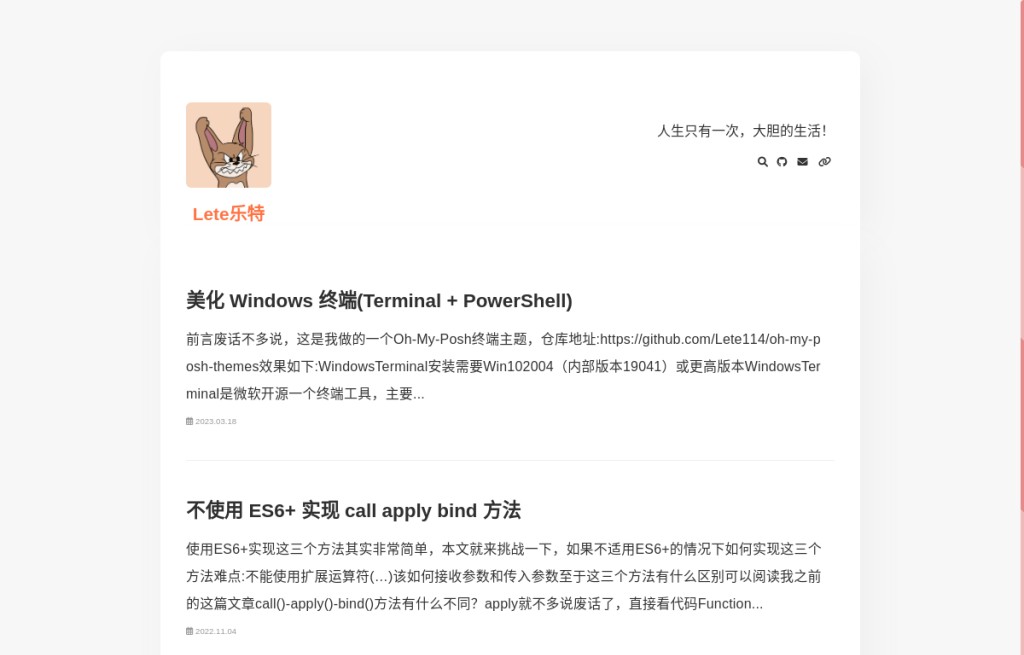 人生只有一次，大胆的生活！
Lete乐特
美化 Windows 终端(Terminal + PowerShell)
前言废话不多说，这是我做的一个Oh-My-Posh终端主题，仓库地址:https://github.com/Lete114/oh-my-p
osh-themes效果如下:WindowsTerminal安装需要Win102004（内部版本19041）或更高版本WindowsTer
minal是微软开源一个终端工具，主要...
2023.03.18
不使用 ES6+ 实现 call apply bind 方法
使用ES6+实现这三个方法其实非常简单，本文就来挑战一下，如果不适用ES6+的情况下如何实现这三个
方法难点:不能使用扩展运算符(…)该如何接收参数和传入参数至于这三个方法有什么区别可以阅读我之前
的这篇文章call()-apply()-bind()方法有什么不同？apply就不多说废话了，直接看代码Function...
2022.11.04